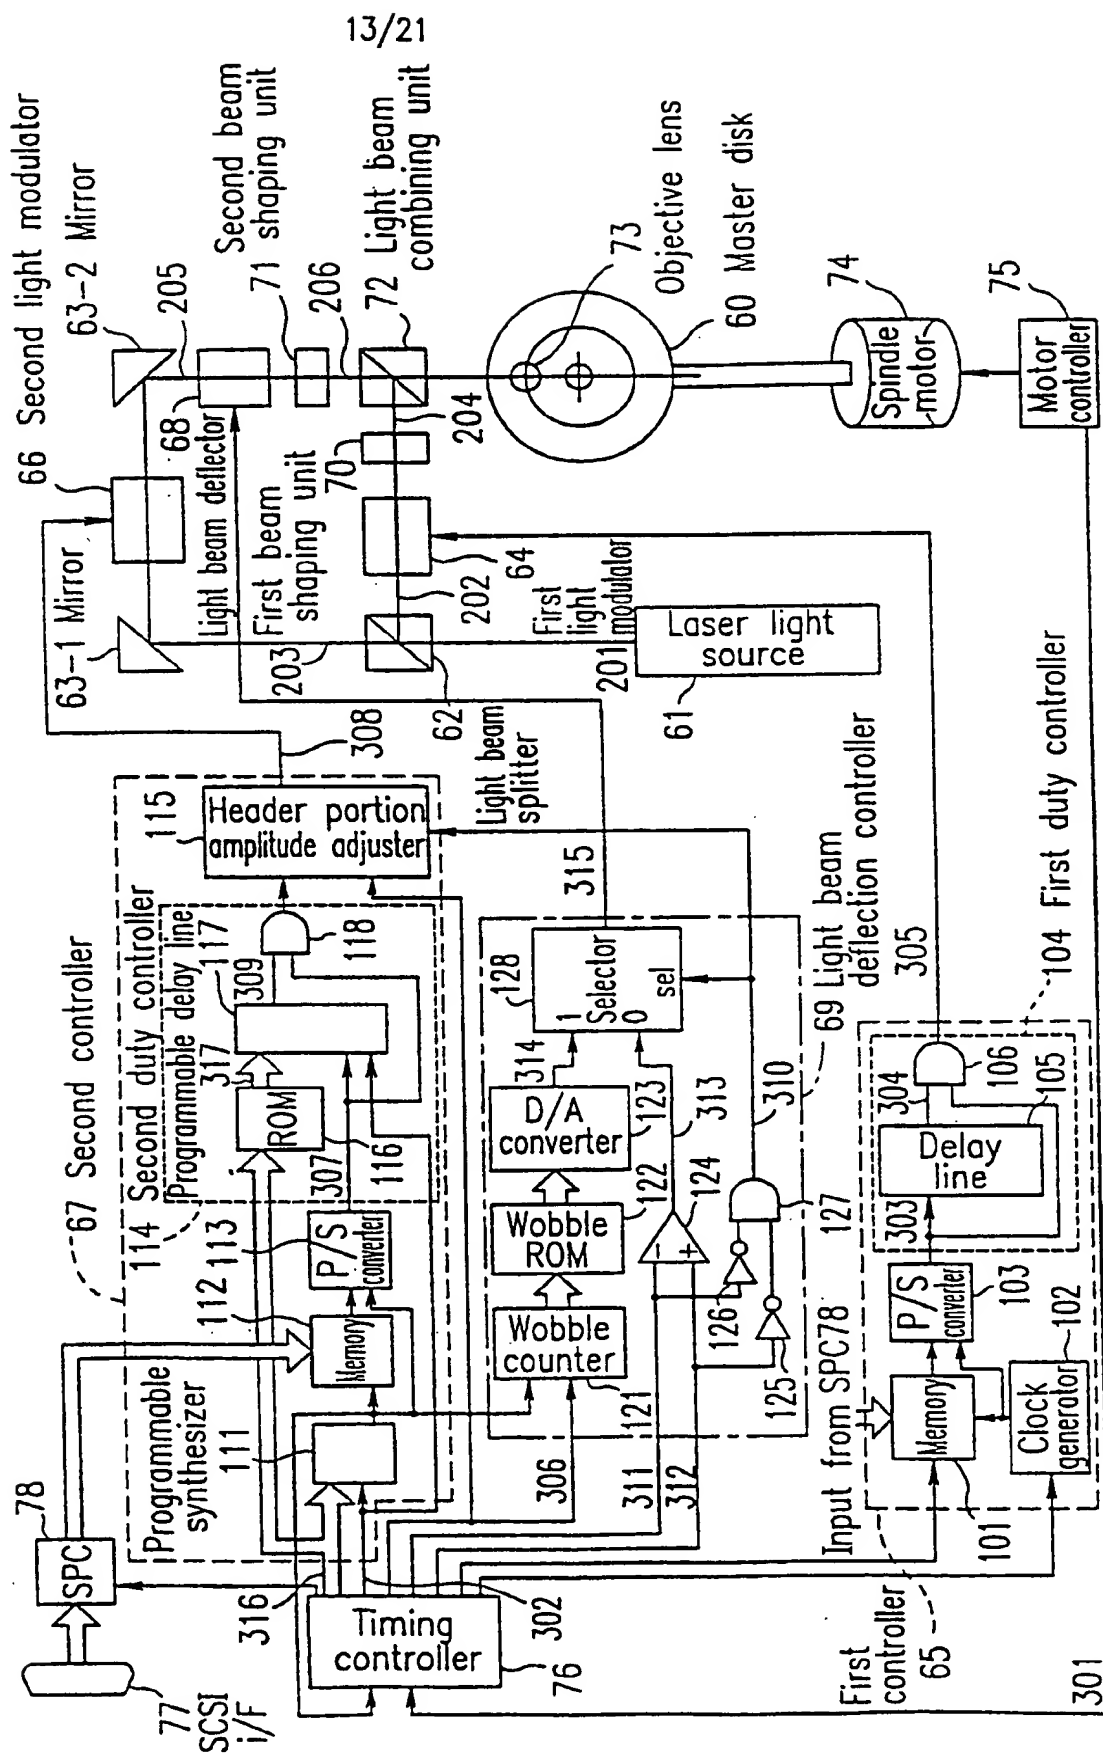 13/21
66 Second light modulator
63-2 Mirror
205
68
Light beam deflector
Second beam
shaping unit
71
206
72 Light beam
combining unit
204
70
First beam
shaping unit
63-1 Mirror
203
202
64
First light
modulator
201
Laser light
source
61
62
Light beam
splitter
73
Objective lens
60 Master disk
74
Spindle
motor
75
Motor
controller
67 Second controller
114
Second duty controller
Programmable delay line
117
309
317
118
ROM
116
307
115
Header portion
amplitude adjuster
308
113
P/S
converter
112
Memory
111
Programmable
synthesizer
78
SPC
77
SCSI
i/F
316
302
Timing
controller
76
306
311
312
Wobble
counter
121
Wobble
ROM
122
D/A
converter
123
314
128
1
Selector
0
sel
315
313
124
-
+
126
125
127
310
69 Light beam
deflection controller
305
104 First duty controller
106
304
105
Delay
line
303
P/S
converter
103
102
Clock
generator
Memory
101
Input from SPC78
First
controller
65
301